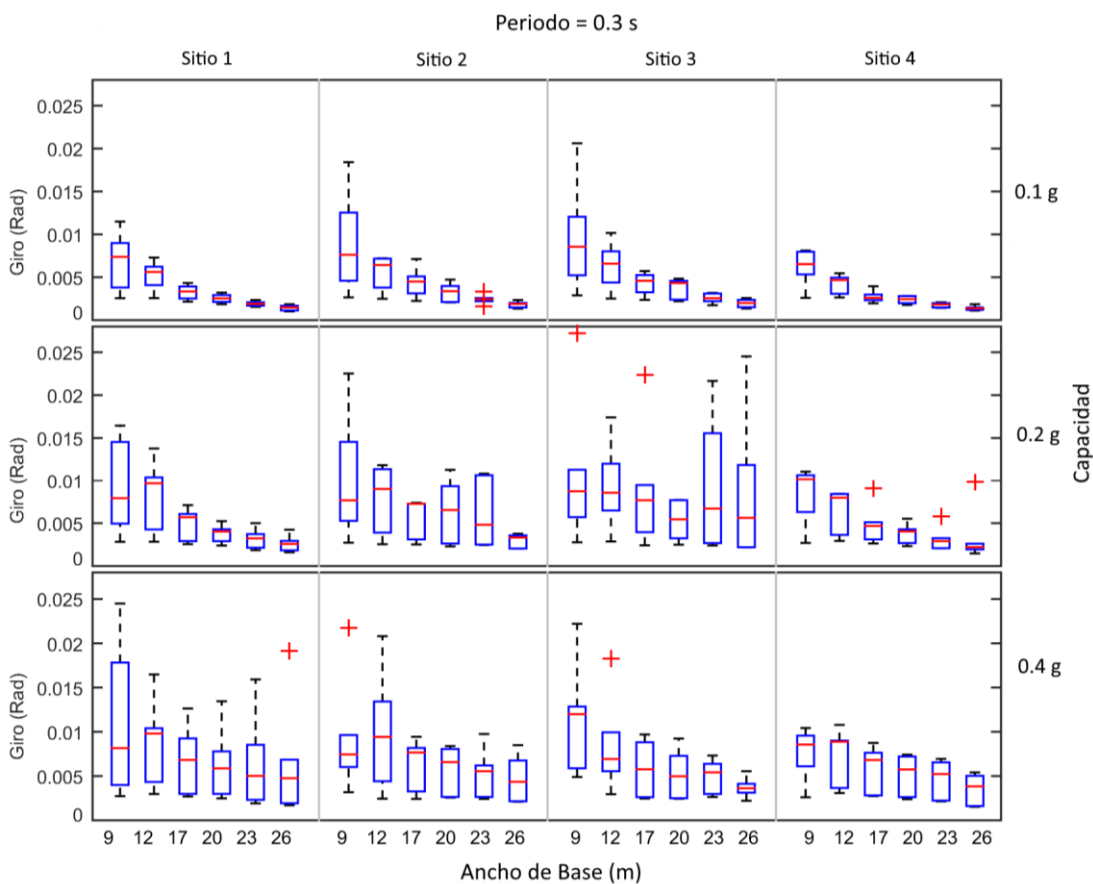 Periodo = 0.3 s
Sitio 1 Sitio 2 Sitio 3 Sitio 4
0.025
0.02
0.015
0.01
0.005
0
Giro (Rad)
0.1 g
0.025
0.02
0.015
0.01
0.005
0
Giro (Rad)
0.2 g
Capacidad
0.025
0.02
0.015
0.01
0.005
0
Giro (Rad)
0.4 g
9 12 17 20 23 26 9 12 17 20 23 26 9 12 17 20 23 26 9 12 17 20 23 26
Ancho de Base (m)